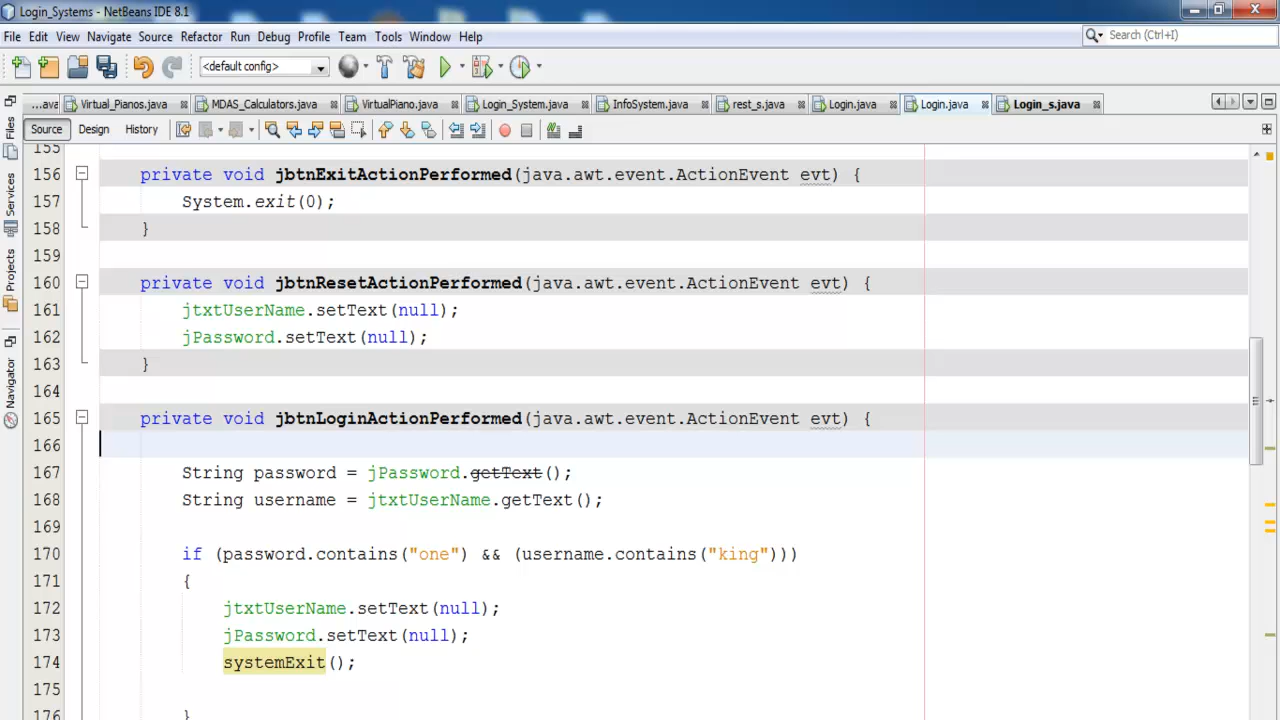 Login_Systems - NetBeans IDE 8.1
File Edit View Navigate Source Refactor Run Debug Profile Team Tools Window Help
Search (Ctrl+I)
<default config>
...ava Virtual_Pianos.java MDAS_Calculators.java VirtualPiano.java Login_System.java InfoSystem.java rest_s.java Login.java Login.java Login_s.java
Source Design History
Files
Services
Projects
Navigator
155
156 private void jbtnExitActionPerformed(java.awt.event.ActionEvent evt) {
157 System.exit(0);
158 }
159
160 private void jbtnResetActionPerformed(java.awt.event.ActionEvent evt) {
161 jtxtUserName.setText(null);
162 jPassword.setText(null);
163 }
164
165 private void jbtnLoginActionPerformed(java.awt.event.ActionEvent evt) {
166
167 String password = jPassword.getText();
168 String username = jtxtUserName.getText();
169
170 if (password.contains("one") && (username.contains("king")))
171 {
172 jtxtUserName.setText(null);
173 jPassword.setText(null);
174 systemExit();
175
176 }